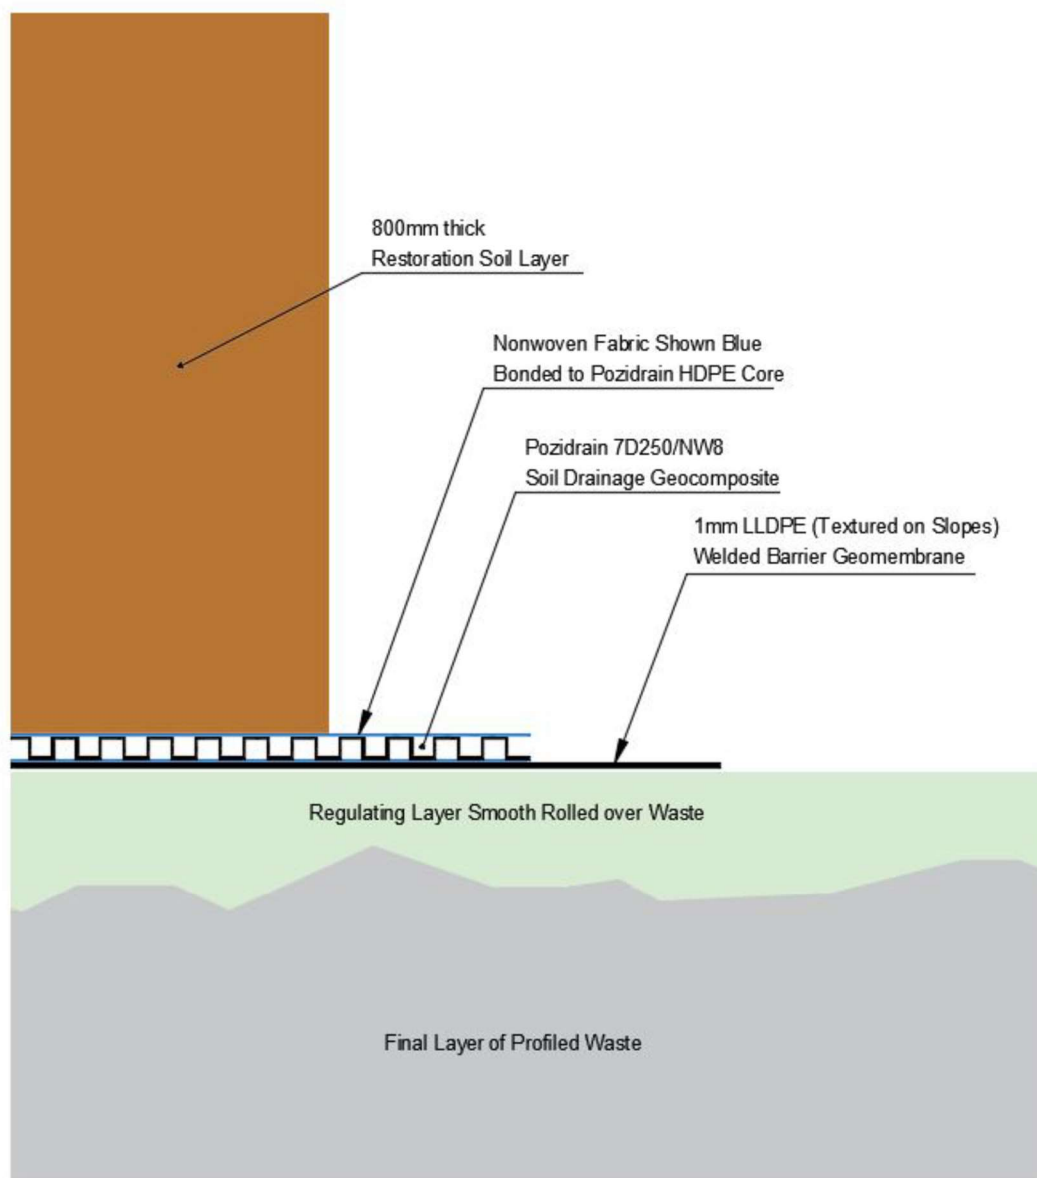 800mm thick
Restoration Soil Layer
Nonwoven Fabric Shown Blue
Bonded to Pozidrain HDPE Core
Pozidrain 7D250/NW8
Soil Drainage Geocomposite
1mm LLDPE (Textured on Slopes)
Welded Barrier Geomembrane
Regulating Layer Smooth Rolled over Waste
Final Layer of Profiled Waste